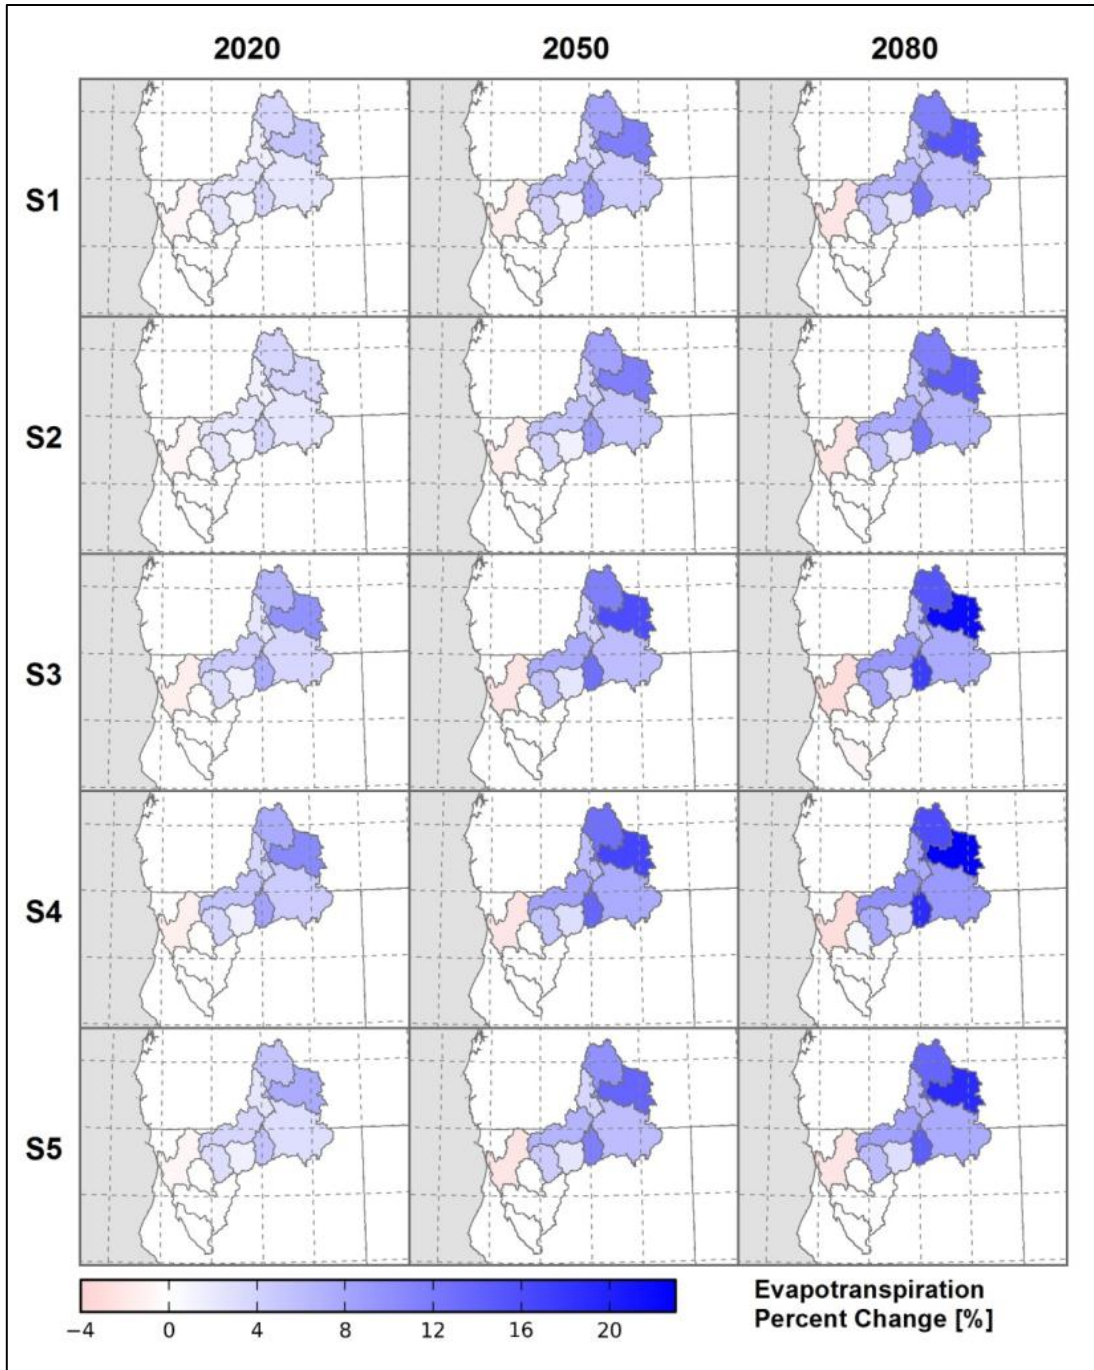 2020 2050 2080
S1
S2
S3
S4
S5
−4 0 4 8 12 16 20
Evapotranspiration
Percent Change [%]